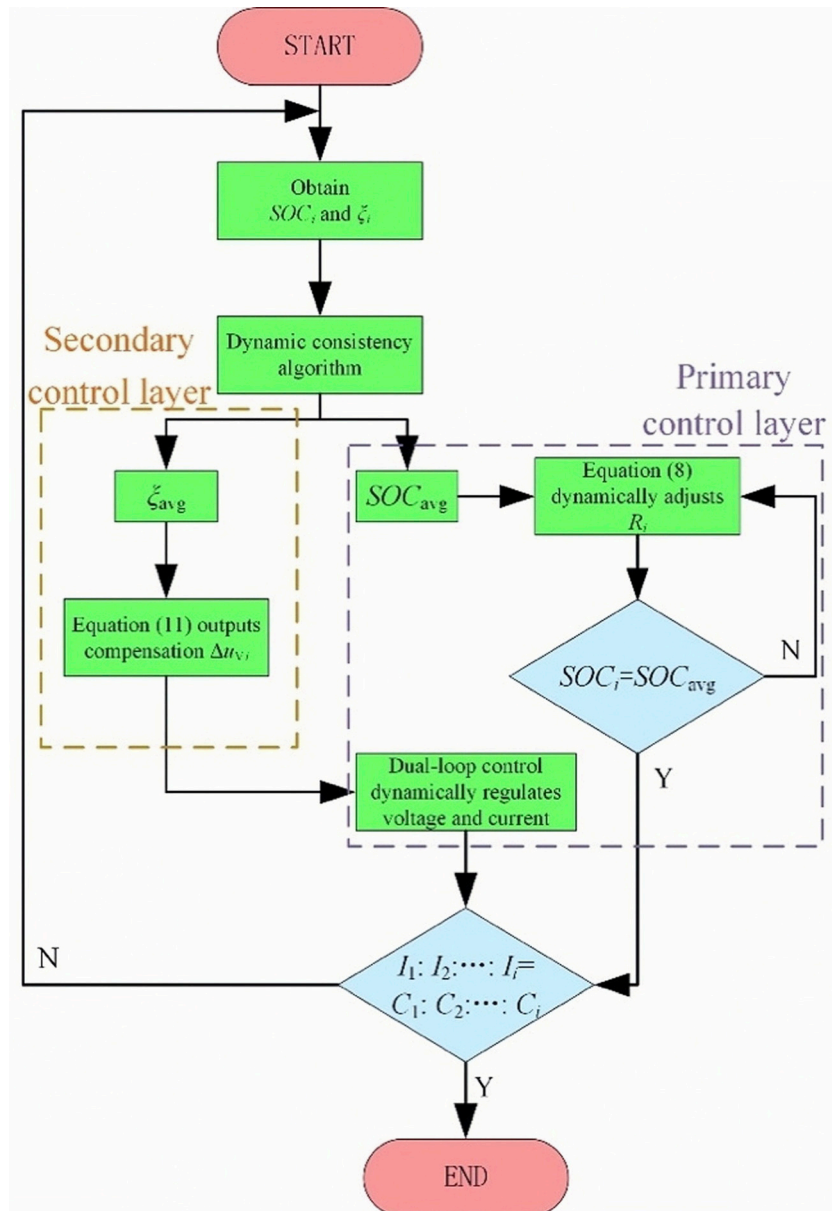 START
Obtain
SOCᵢ and ξᵢ
Dynamic consistency
algorithm
Secondary
control layer
Primary
control layer
ξavg
SOCavg
Equation (8)
dynamically adjusts
Rᵢ
Equation (11) outputs
compensation Δuᵥᵢ
SOCᵢ=SOCavg
N
Y
Dual-loop control
dynamically regulates
voltage and current
N
I₁: I₂:⋯: Iᵢ=
C₁: C₂:⋯: Cᵢ
Y
END